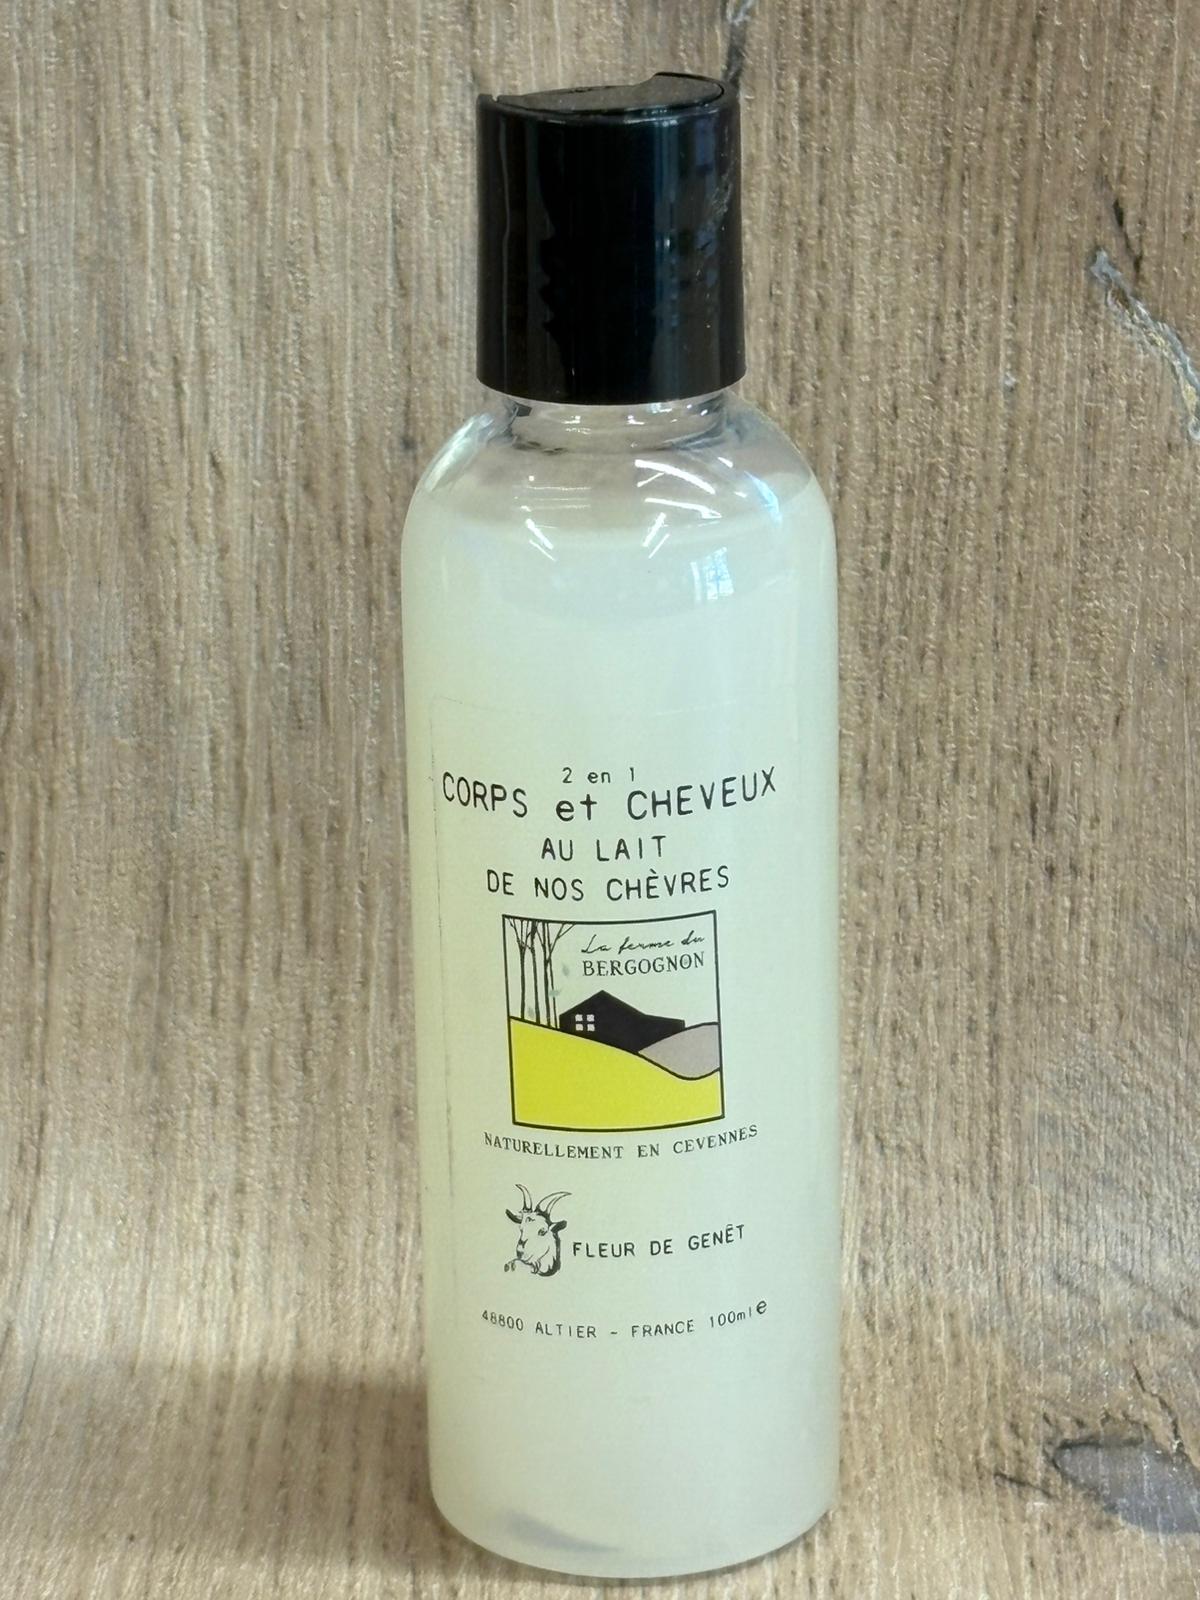 2 en 1
CORPS et CHEVEUX
AU LAIT
DE NOS CHÈVRES
La ferme du
BERGOGNON
NATURELLEMENT EN CEVENNES
FLEUR DE GENÊT
48800 ALTIER - FRANCE 100ml e